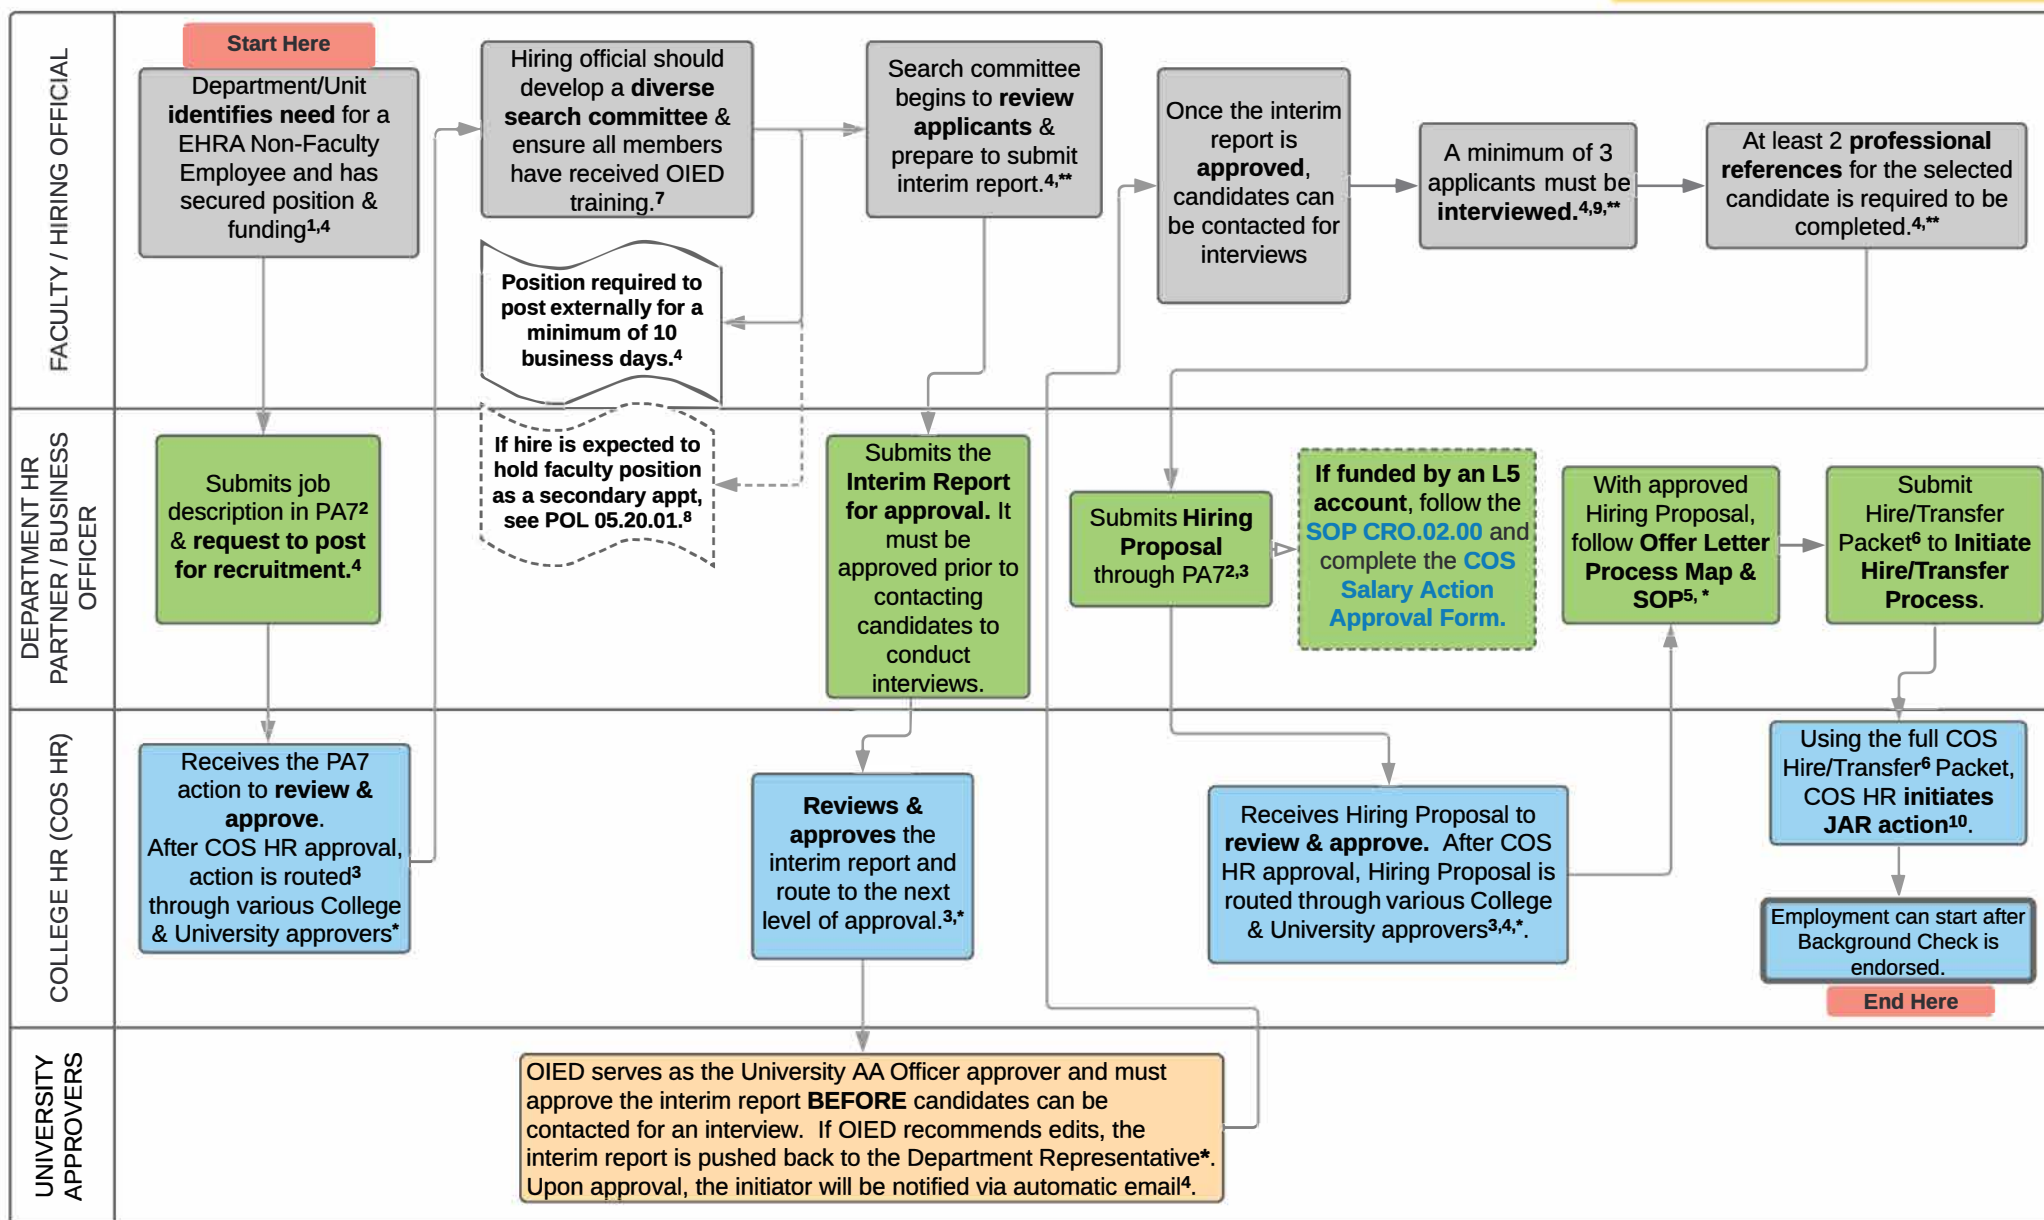 FACULTY / HIRING OFFICIAL
Start Here
Department/Unit
identifies need for a
EHRA Non-Faculty
Employee and has
secured position &
funding1,4
Hiring official should
develop a diverse
search committee &
ensure all members
have received OIED
training.7
Position required to
post externally for a
minimum of 10
business days.4
Search committee
begins to review
applicants &
prepare to submit
interim report.4,**
Once the interim
report is
approved,
candidates can
be contacted for
interviews
A minimum of 3
applicants must be
interviewed.4,9,**
At least 2 professional
references for the selected
candidate is required to be
completed.4,**
DEPARTMENT HR
PARTNER / BUSINESS
OFFICER
Submits job
description in PA72
& request to post
for recruitment.4
If hire is expected to
hold faculty position
as a secondary appt,
see POL 05.20.01.8
Submits the
Interim Report
for approval. It
must be
approved prior to
contacting
candidates to
conduct
interviews.
Submits Hiring
Proposal
through PA72,3
If funded by an L5
account, follow the
SOP CRO.02.00 and
complete the COS
Salary Action
Approval Form.
With approved
Hiring Proposal,
follow Offer Letter
Process Map &
SOP5, *
Submit
Hire/Transfer
Packet6 to Initiate
Hire/Transfer
Process.
COLLEGE HR (COS HR)
Receives the PA7
action to review &
approve.
After COS HR approval,
action is routed3
through various College
& University approvers*
Reviews &
approves the
interim report and
route to the next
level of approval.3,*
Receives Hiring Proposal to
review & approve. After COS
HR approval, Hiring Proposal is
routed through various College
& University approvers3,4,*.
Using the full COS
Hire/Transfer6 Packet,
COS HR initiates
JAR action10.
Employment can start after
Background Check is
endorsed.
End Here
UNIVERSITY
APPROVERS
OIED serves as the University AA Officer approver and must
approve the interim report BEFORE candidates can be
contacted for an interview. If OIED recommends edits, the
interim report is pushed back to the Department Representative*.
Upon approval, the initiator will be notified via automatic email4.